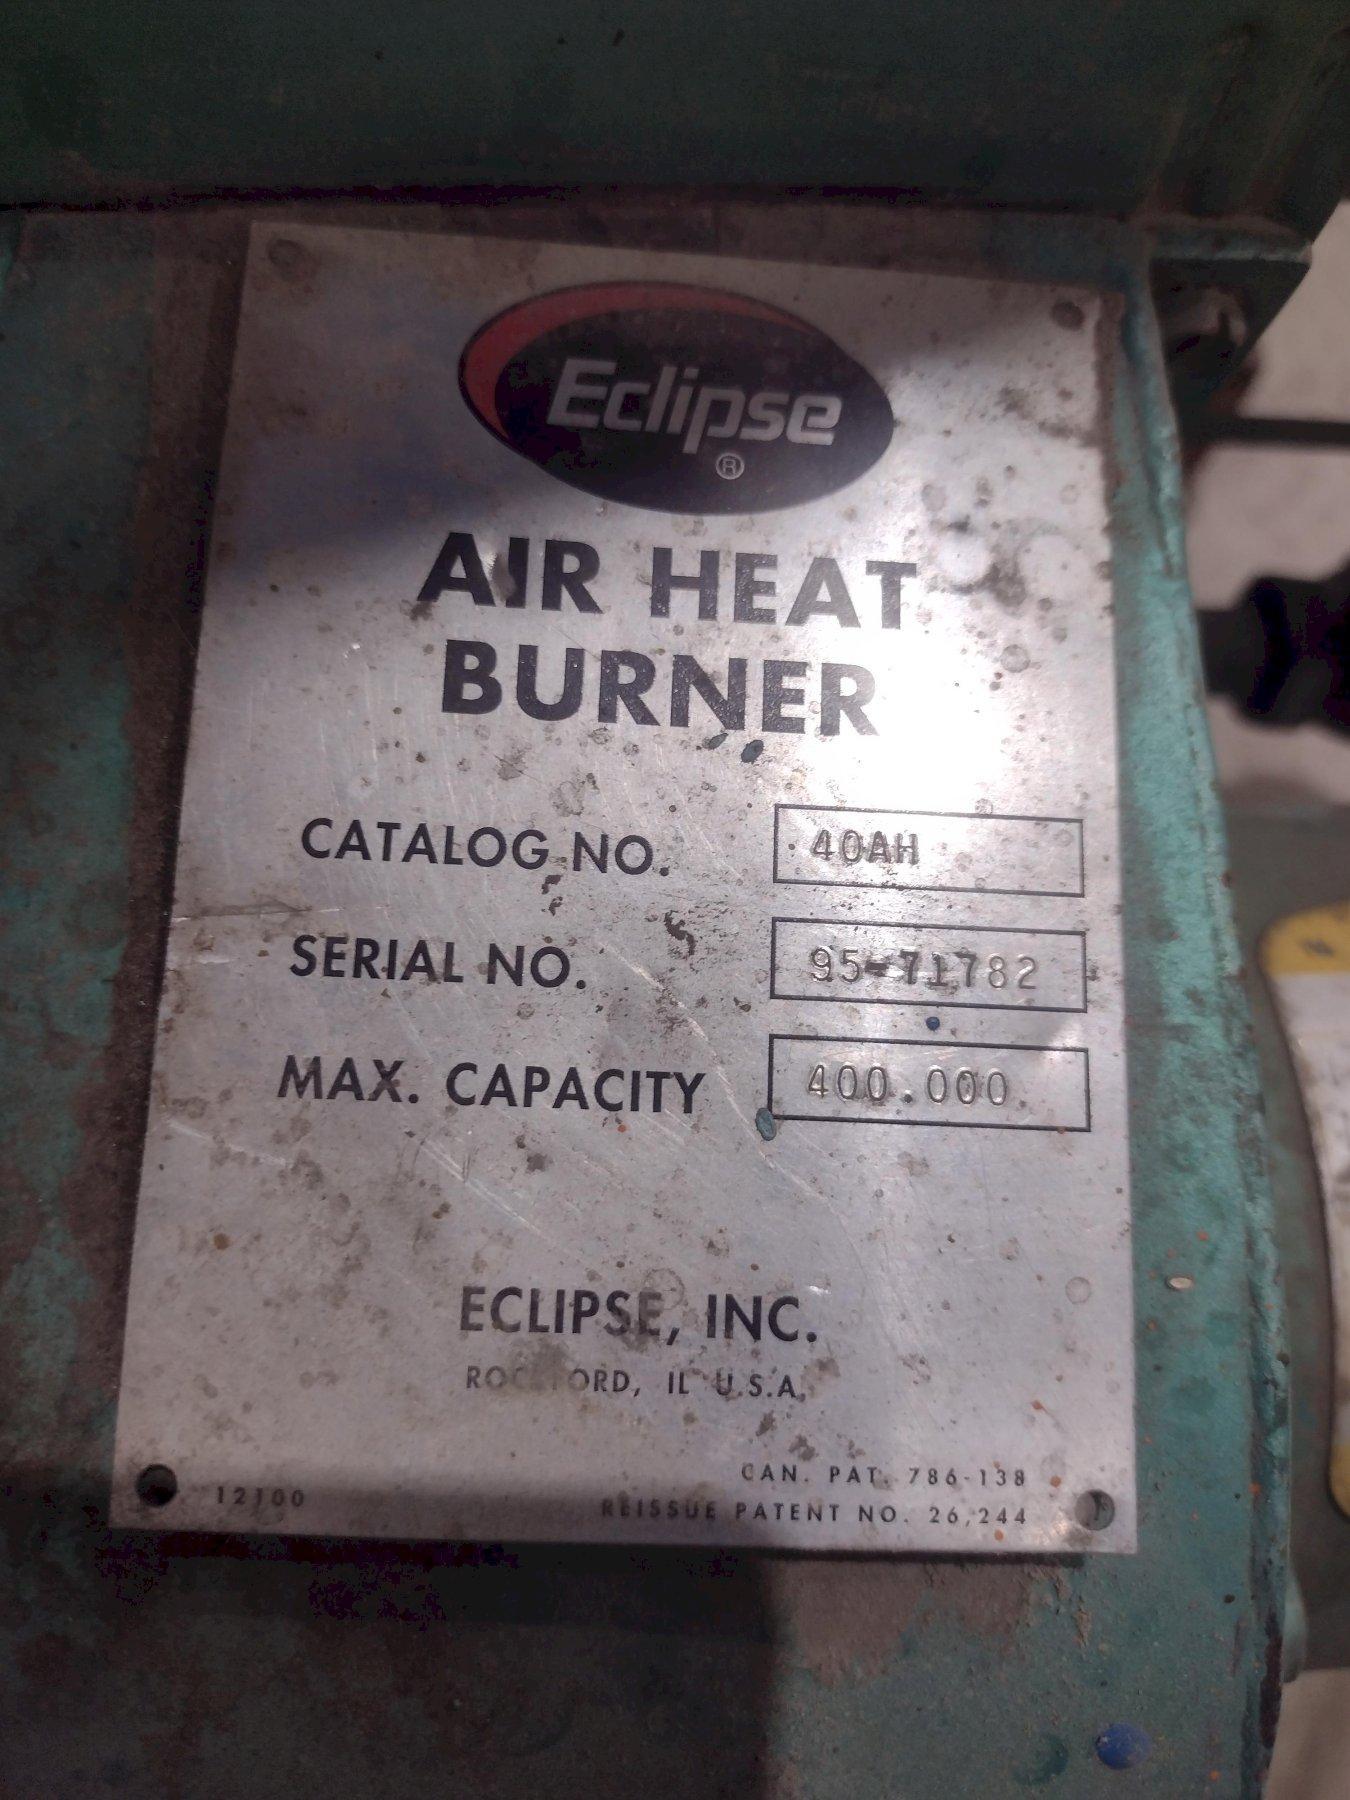 Eclipse
®
AIR HEAT
BURNER
CATALOG NO. 40AH
SERIAL NO. 95-71782
MAX. CAPACITY 400.000
ECLIPSE, INC.
ROCKFORD, IL U.S.A.
CAN. PAT. 786-138
12100 REISSUE PATENT NO. 26,244